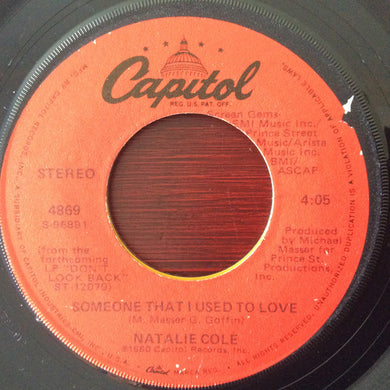 Capitol
REG. U.S. PAT. OFF.
Screen Gems-
EMI Music Inc./
Prince Street
Music/Arista
Music Inc.
BMI/
ASCAP
STEREO
4869
S-96891
4:05
(from the
forthcoming
LP "DON'T
LOOK BACK"
ST-12079)
Produced by
Michael
Masser for
Prince St.
Productions,
Inc.
SOMEONE THAT I USED TO LOVE
(M. Masser-G. Goffin)
NATALIE COLE
℗1980 Capitol Records, Inc.